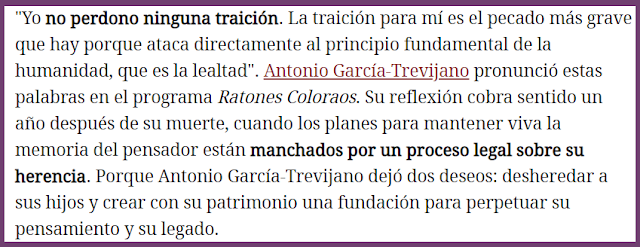 "Yo no perdono ninguna traición. La traición para mí es el pecado más grave
que hay porque ataca directamente al principio fundamental de la
humanidad, que es la lealtad". Antonio García-Trevijano pronunció estas
palabras en el programa Ratones Coloraos. Su reflexión cobra sentido un
año después de su muerte, cuando los planes para mantener viva la
memoria del pensador están manchados por un proceso legal sobre su
herencia. Porque Antonio García-Trevijano dejó dos deseos: desheredar a
sus hijos y crear con su patrimonio una fundación para perpetuar su
pensamiento y su legado.